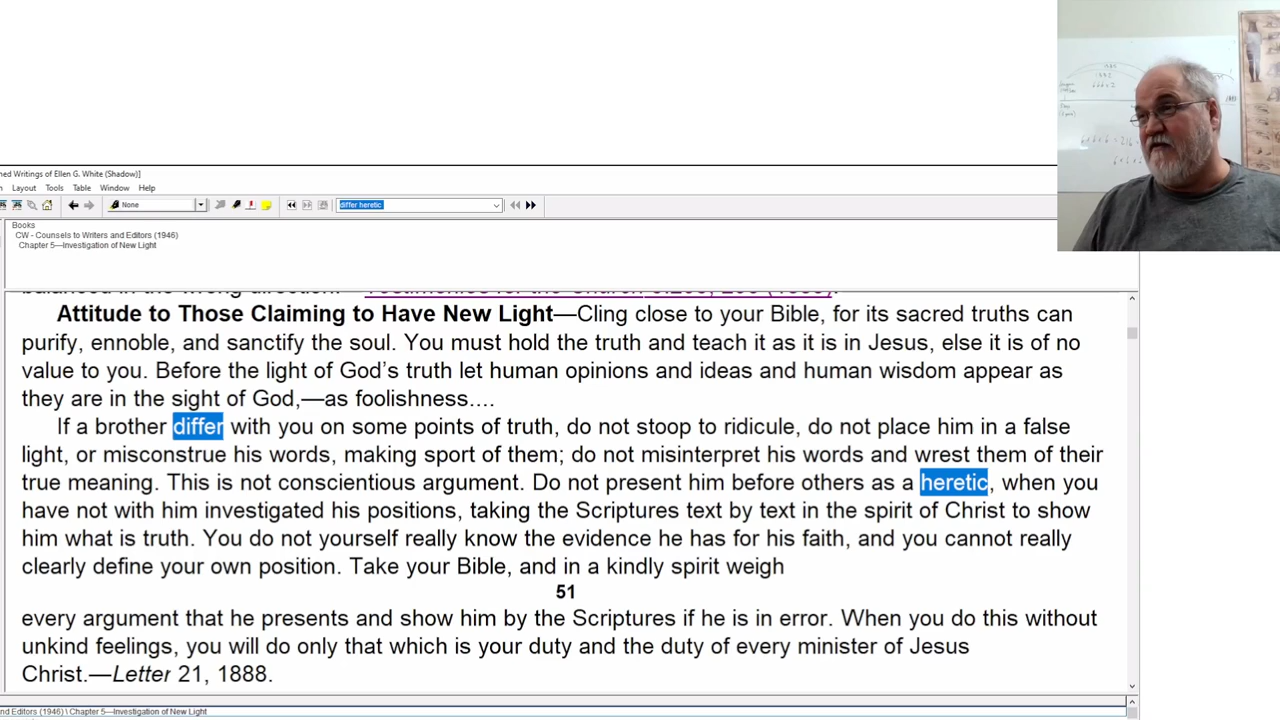 ned Writings of Ellen G. White (Shadow)]
Layout Tools Table Window Help
None
differ heretic
Books
CW - Counsels to Writers and Editors (1946)
Chapter 5—Investigation of New Light
balanced in the wrong direction.
Testimonies for the Church
Attitude to Those Claiming to Have New Light—Cling close to your Bible, for its sacred truths can
purify, ennoble, and sanctify the soul. You must hold the truth and teach it as it is in Jesus, else it is of no
value to you. Before the light of God's truth let human opinions and ideas and human wisdom appear as
they are in the sight of God,—as foolishness....
If a brother differ with you on some points of truth, do not stoop to ridicule, do not place him in a false
light, or misconstrue his words, making sport of them; do not misinterpret his words and wrest them of their
true meaning. This is not conscientious argument. Do not present him before others as a heretic, when you
have not with him investigated his positions, taking the Scriptures text by text in the spirit of Christ to show
him what is truth. You do not yourself really know the evidence he has for his faith, and you cannot really
clearly define your own position. Take your Bible, and in a kindly spirit weigh
51
every argument that he presents and show him by the Scriptures if he is in error. When you do this without
unkind feelings, you will do only that which is your duty and the duty of every minister of Jesus
Christ.—Letter 21, 1888.
nd Editors (1946) \ Chapter 5—Investigation of New Light